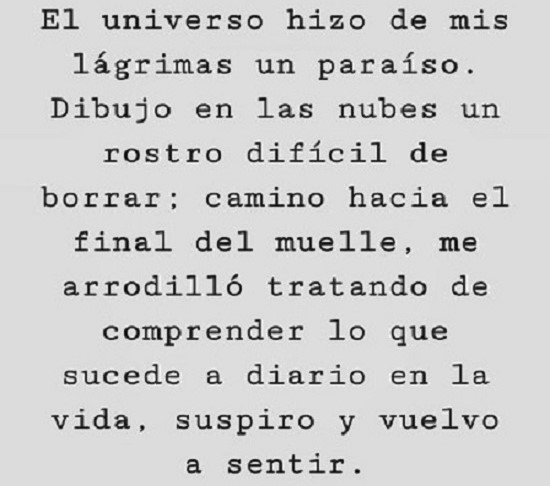 El universo hizo de mis
lágrimas un paraíso.
Dibujo en las nubes un
rostro difícil de
borrar; camino hacia el
final del muelle, me
arrodilló tratando de
comprender lo que
sucede a diario en la
vida, suspiro y vuelvo
a sentir.